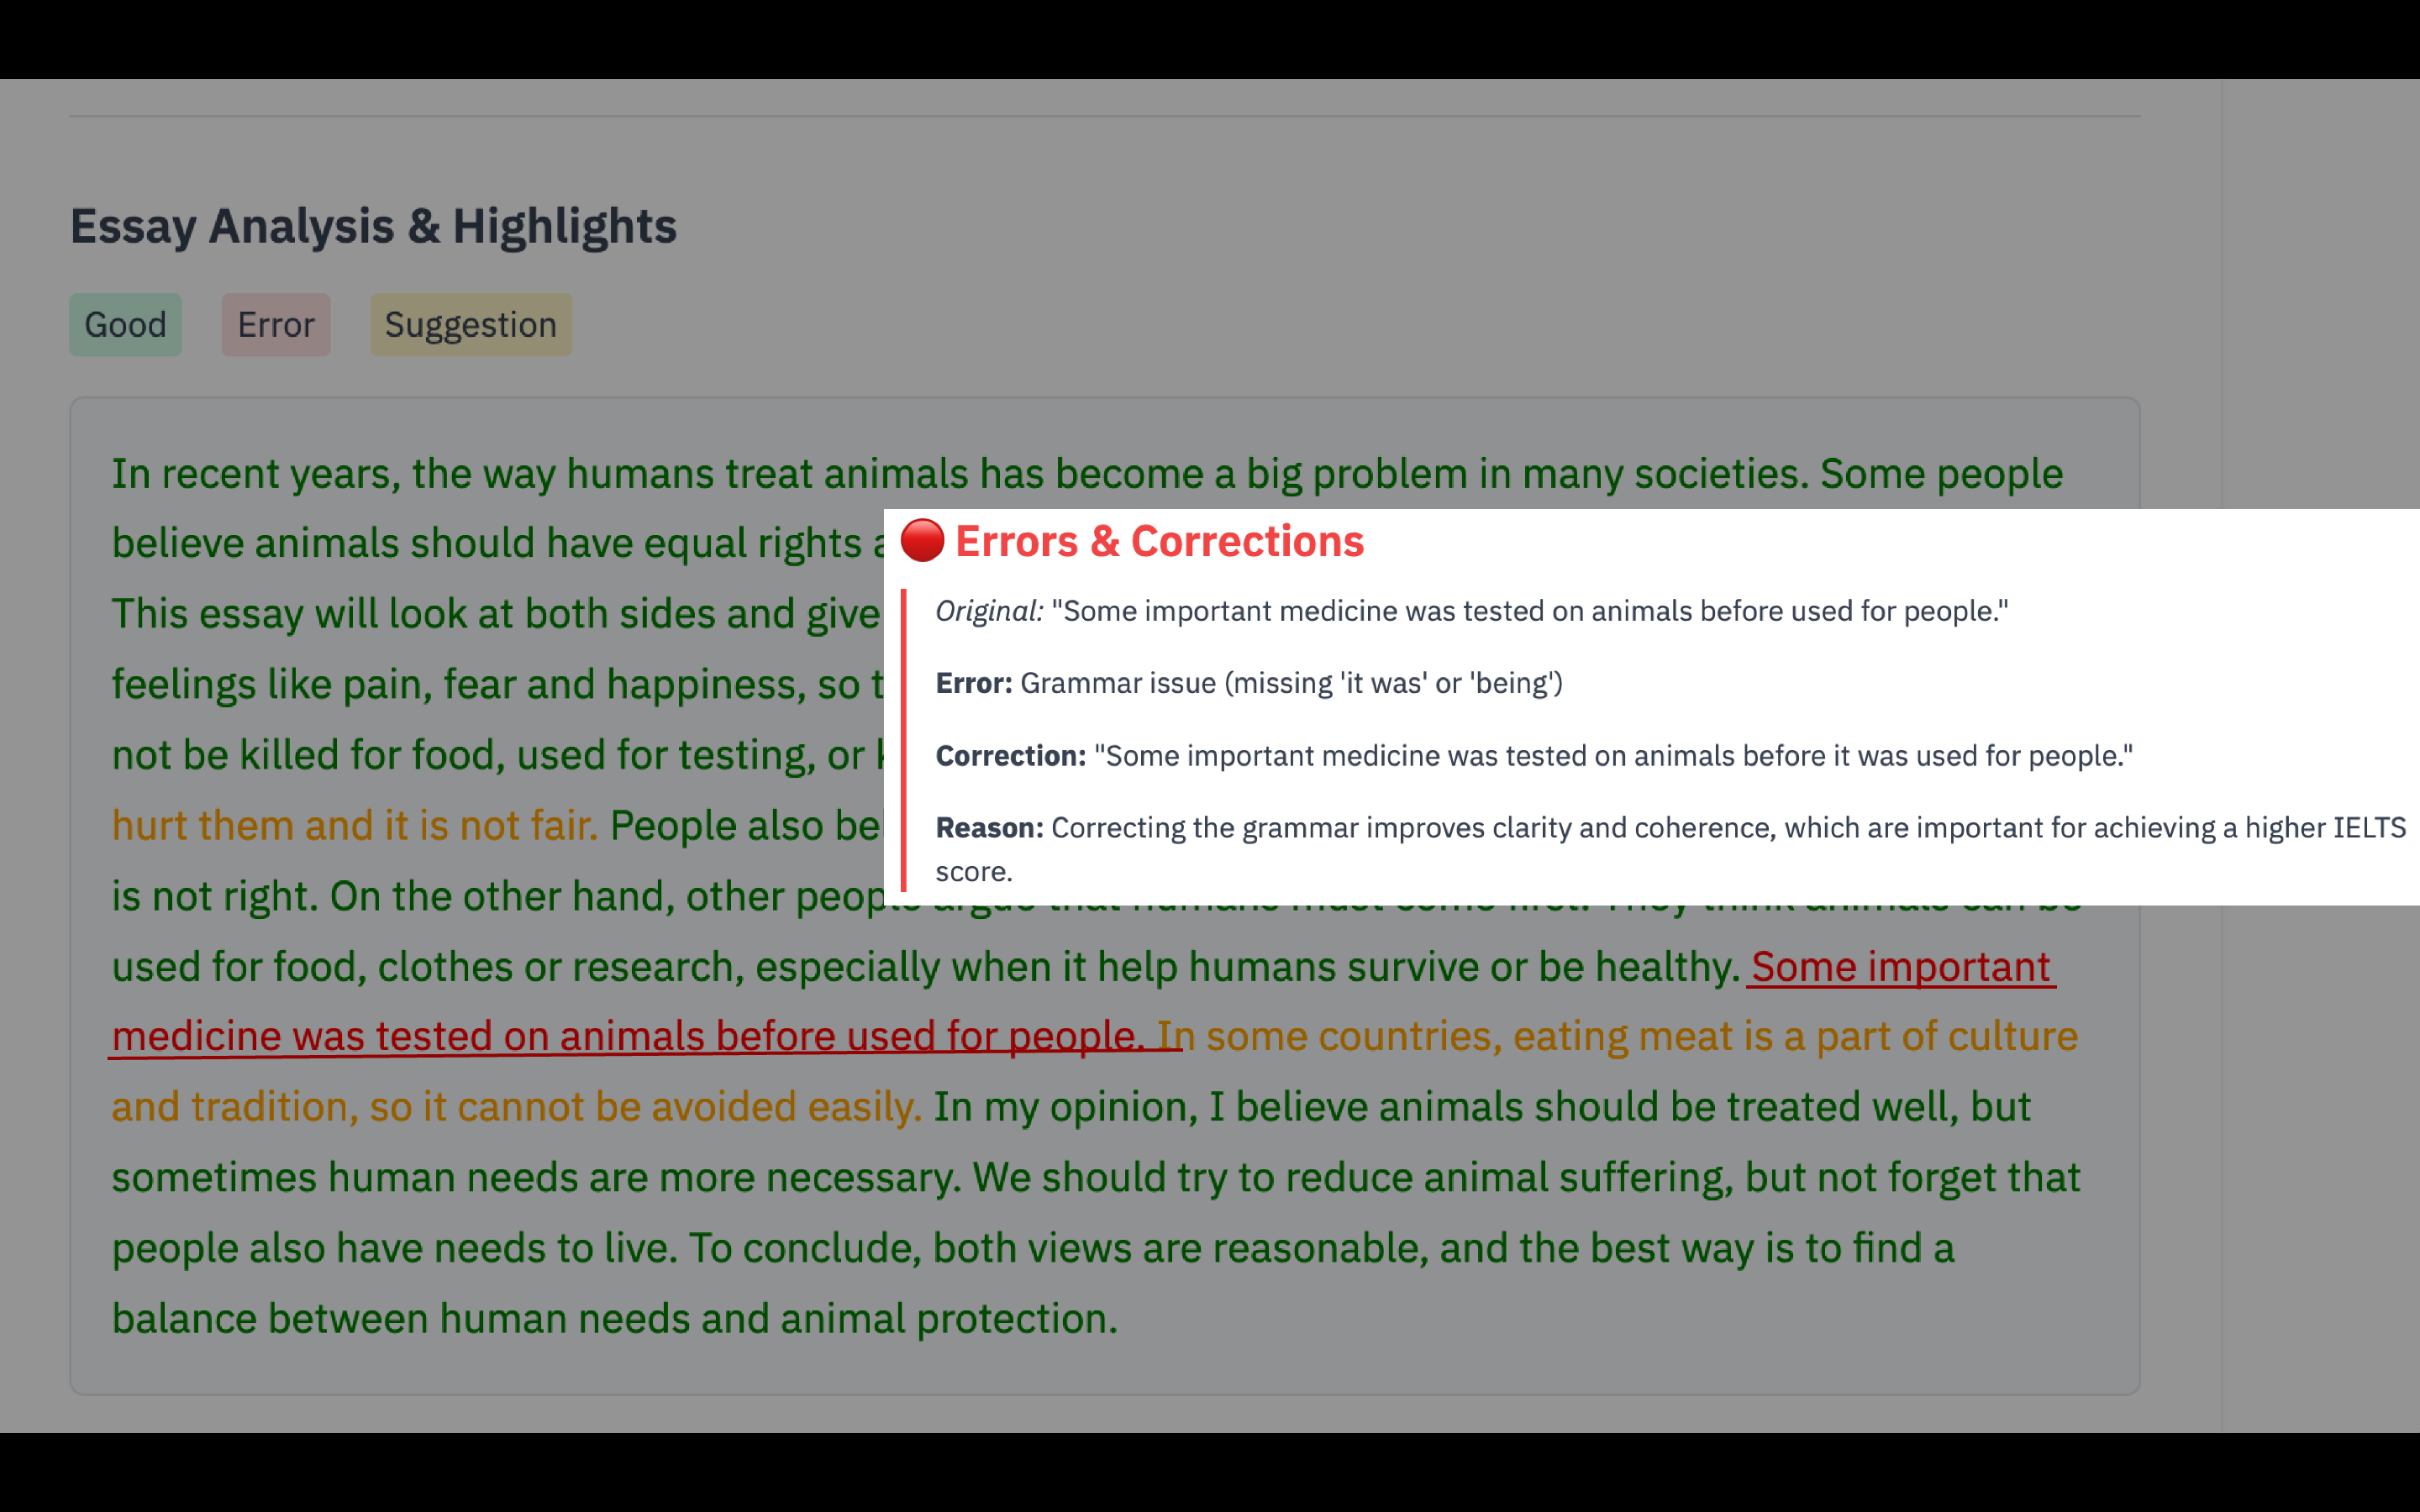 Essay Analysis & Highlights
Good Error Suggestion
In recent years, the way humans treat animals has become a big problem in many societies. Some people
believe animals should have equal rights
This essay will look at both sides and give
feelings like pain, fear and happiness, so
not be killed for food, used for testing, or
hurt them and it is not fair. People also
is not right. On the other hand, other people argue that humans must come first. They think animals can be
used for food, clothes or research, especially when it help humans survive or be healthy. Some important
medicine was tested on animals before used for people. In some countries, eating meat is a part of culture
and tradition, so it cannot be avoided easily. In my opinion, I believe animals should be treated well, but
sometimes human needs are more necessary. We should try to reduce animal suffering, but not forget that
people also have needs to live. To conclude, both views are reasonable, and the best way is to find a
balance between human needs and animal protection.
Errors & Corrections
Original: "Some important medicine was tested on animals before used for people."
Error: Grammar issue (missing 'it was' or 'being')
Correction: "Some important medicine was tested on animals before it was used for people."
Reason: Correcting the grammar improves clarity and coherence, which are important for achieving a higher IELTS
score.